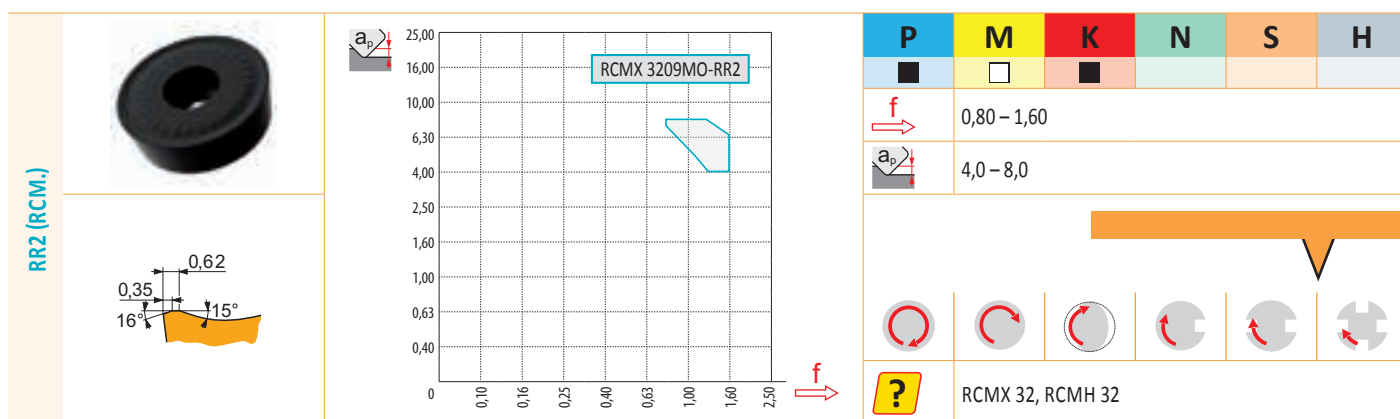 RR2 (RCM.)
0,62
0,35
16°
15°
aₚ
25,00
16,00
10,00
6,30
4,00
2,50
1,60
1,00
0,63
0,40
0
RCMX 3209MO-RR2
0,10 0,16 0,25 0,40 0,63 1,00 1,60 2,50
f
P M K N S H
f 0,80 – 1,60
aₚ 4,0 – 8,0
? RCMX 32, RCMH 32